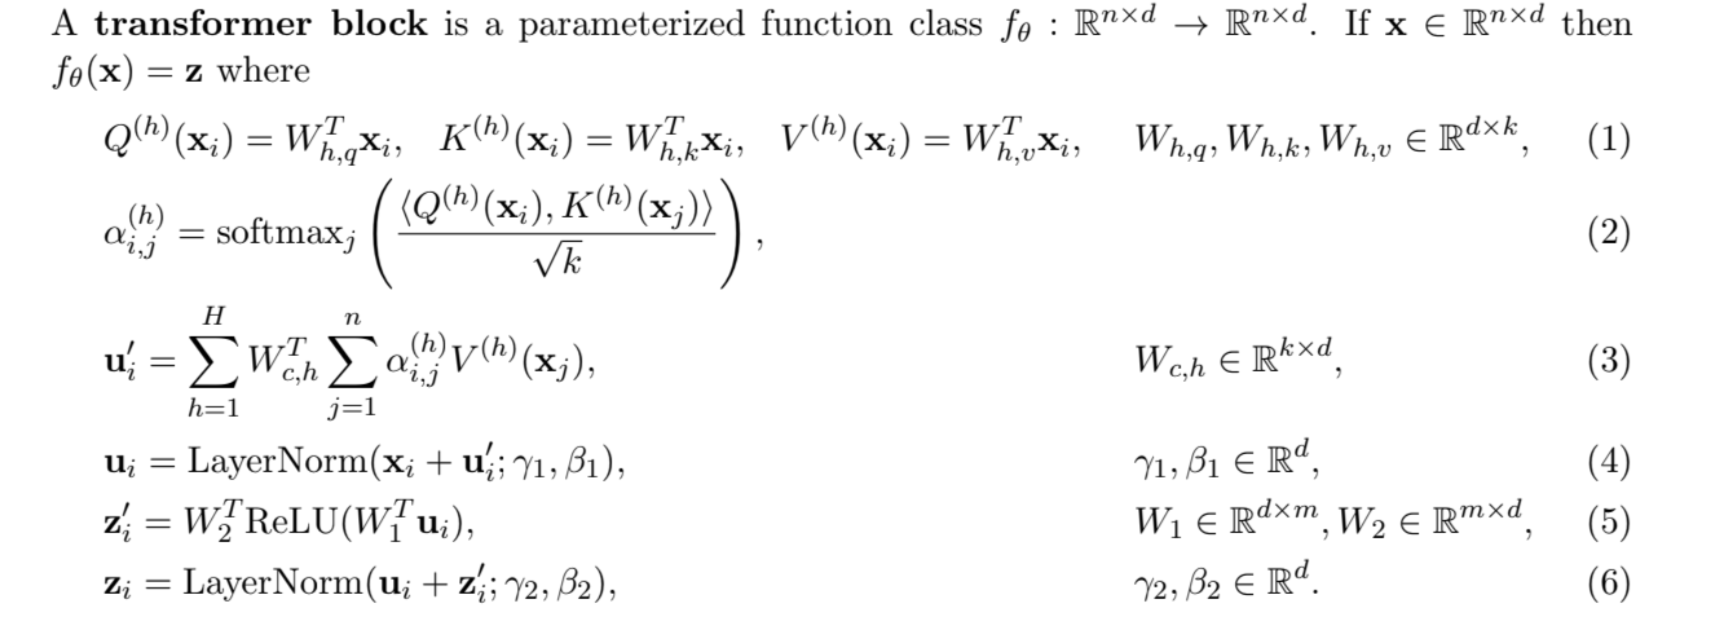 A transformer block is a parameterized function class f_θ : ℝ^{n×d} → ℝ^{n×d}. If x ∈ ℝ^{n×d} then
f_θ(x) = z where
Q^{(h)}(x_i) = W_{h,q}^T x_i, K^{(h)}(x_i) = W_{h,k}^T x_i, V^{(h)}(x_i) = W_{h,v}^T x_i, W_{h,q}, W_{h,k}, W_{h,v} ∈ ℝ^{d×k}, (1)
α_{i,j}^{(h)} = softmax_j (⟨Q^{(h)}(x_i), K^{(h)}(x_j)⟩ / √k), (2)
u′_i = ∑_{h=1}^{H} W_{c,h}^T ∑_{j=1}^{n} α_{i,j}^{(h)} V^{(h)}(x_j), W_{c,h} ∈ ℝ^{k×d}, (3)
u_i = LayerNorm(x_i + u′_i; γ_1, β_1), γ_1, β_1 ∈ ℝ^d, (4)
z′_i = W_2^T ReLU(W_1^T u_i), W_1 ∈ ℝ^{d×m}, W_2 ∈ ℝ^{m×d}, (5)
z_i = LayerNorm(u_i + z′_i; γ_2, β_2), γ_2, β_2 ∈ ℝ^d. (6)